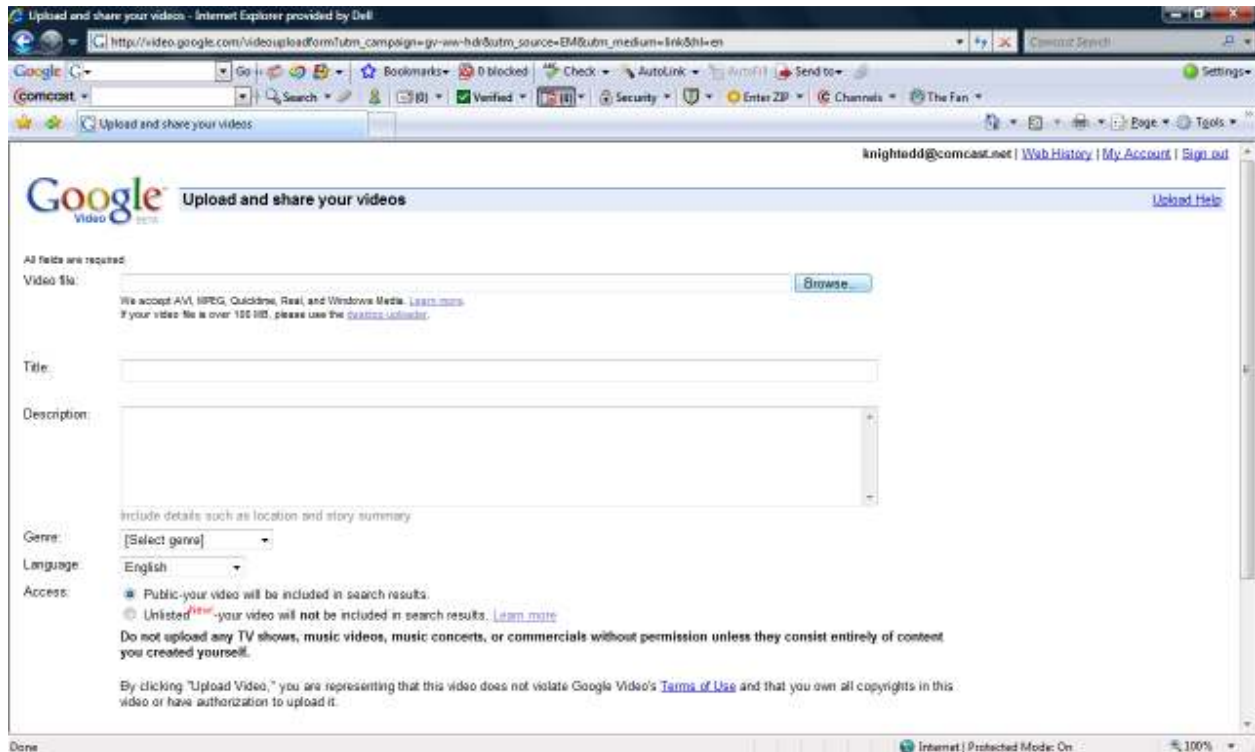 Upload and share your videos - Internet Explorer provided by Dell
http://video.google.com/videouploadform?utm_campaign=gv-ww-hdr&utm_source=EM&utm_medium=link&hl=en
Comcast Search
Google G Go Bookmarks 0 blocked Check AutoLink AutoFill Send to Settings
comcast Search (0) Verified Security Enter ZIP Channels The Fan
Upload and share your videos Page Tools
knightedd@comcast.net | Web History | My Account | Sign out
Google Video BETA Upload and share your videos Upload Help
All fields are required
Video file: Browse...
We accept AVI, MPEG, Quicktime, Real, and Windows Media. Learn more.
If your video file is over 100 MB, please use the desktop uploader.
Title:
Description:
Include details such as location and story summary
Genre: [Select genre]
Language: English
Access: Public-your video will be included in search results.
Unlisted New! -your video will not be included in search results. Learn more
Do not upload any TV shows, music videos, music concerts, or commercials without permission unless they consist entirely of content
you created yourself.
By clicking "Upload Video," you are representing that this video does not violate Google Video's Terms of Use and that you own all copyrights in this
video or have authorization to upload it.
Done Internet | Protected Mode: On 100%